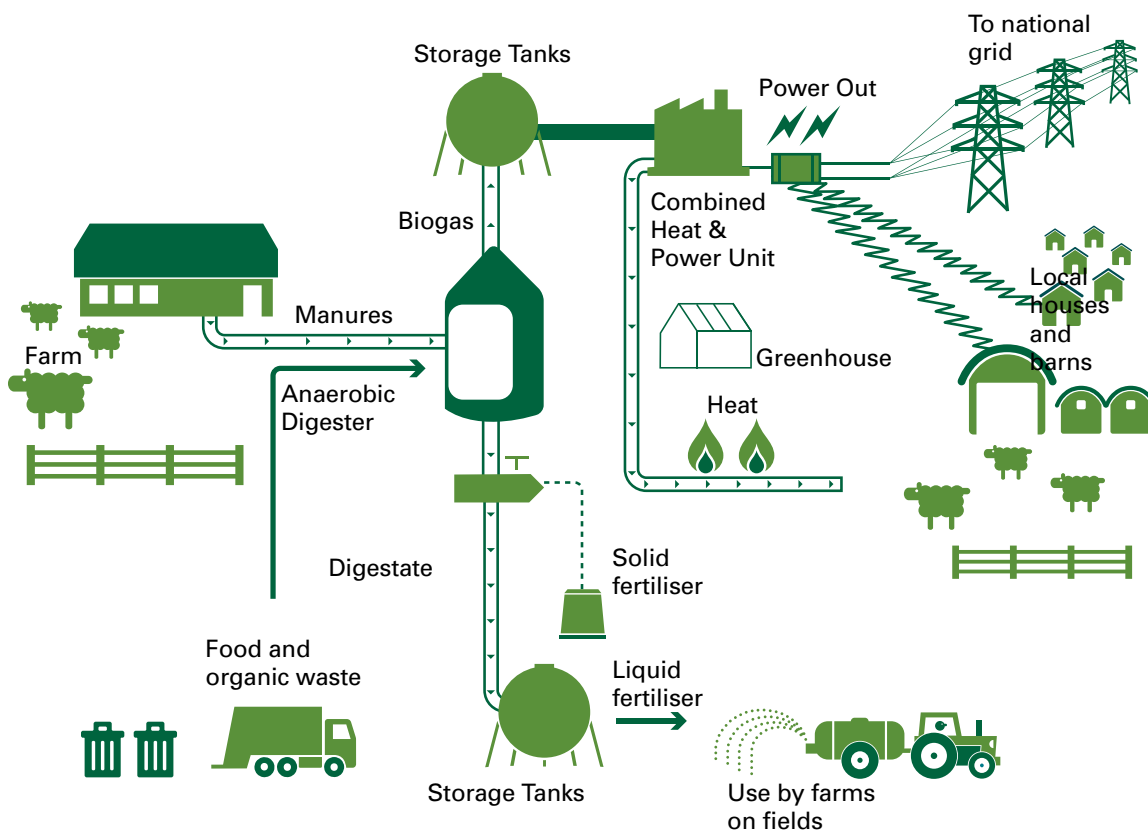 To national
grid
Storage Tanks
Power Out
Biogas
Combined
Heat &
Power Unit
Local
houses
and
barns
Manures
Farm
Greenhouse
Anaerobic
Digester
Heat
Digestate
Solid
fertiliser
Food and
organic waste
Liquid
fertiliser
Storage Tanks
Use by farms
on fields